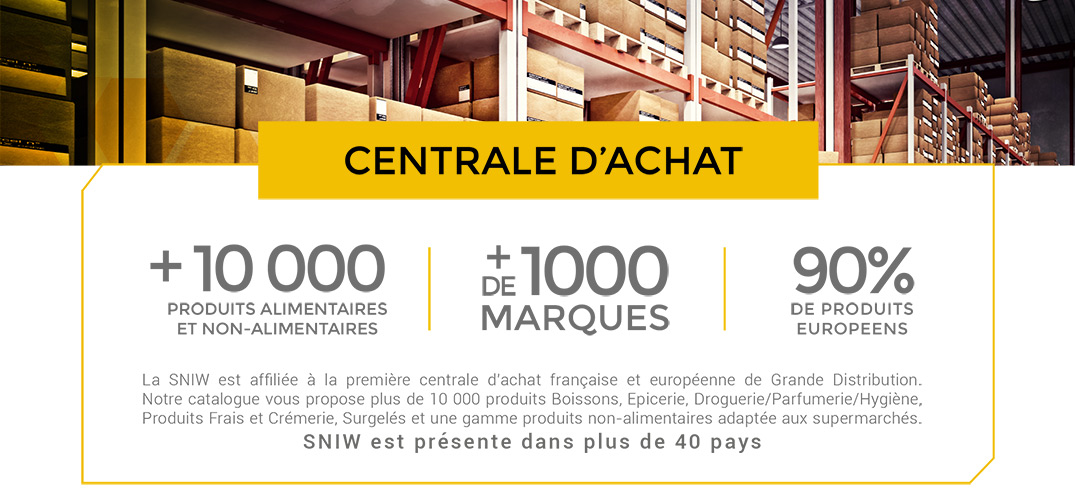 CENTRALE D'ACHAT
+ 10 000
PRODUITS ALIMENTAIRES
ET NON-ALIMENTAIRES
+ DE 1000
MARQUES
90%
DE PRODUITS
EUROPEENS
La SNIW est affiliée à la première centrale d'achat française et européenne de Grande Distribution.
Notre catalogue vous propose plus de 10 000 produits Boissons, Epicerie, Droguerie/Parfumerie/Hygiène,
Produits Frais et Crémerie, Surgelés et une gamme produits non-alimentaires adaptée aux supermarchés.
SNIW est présente dans plus de 40 pays